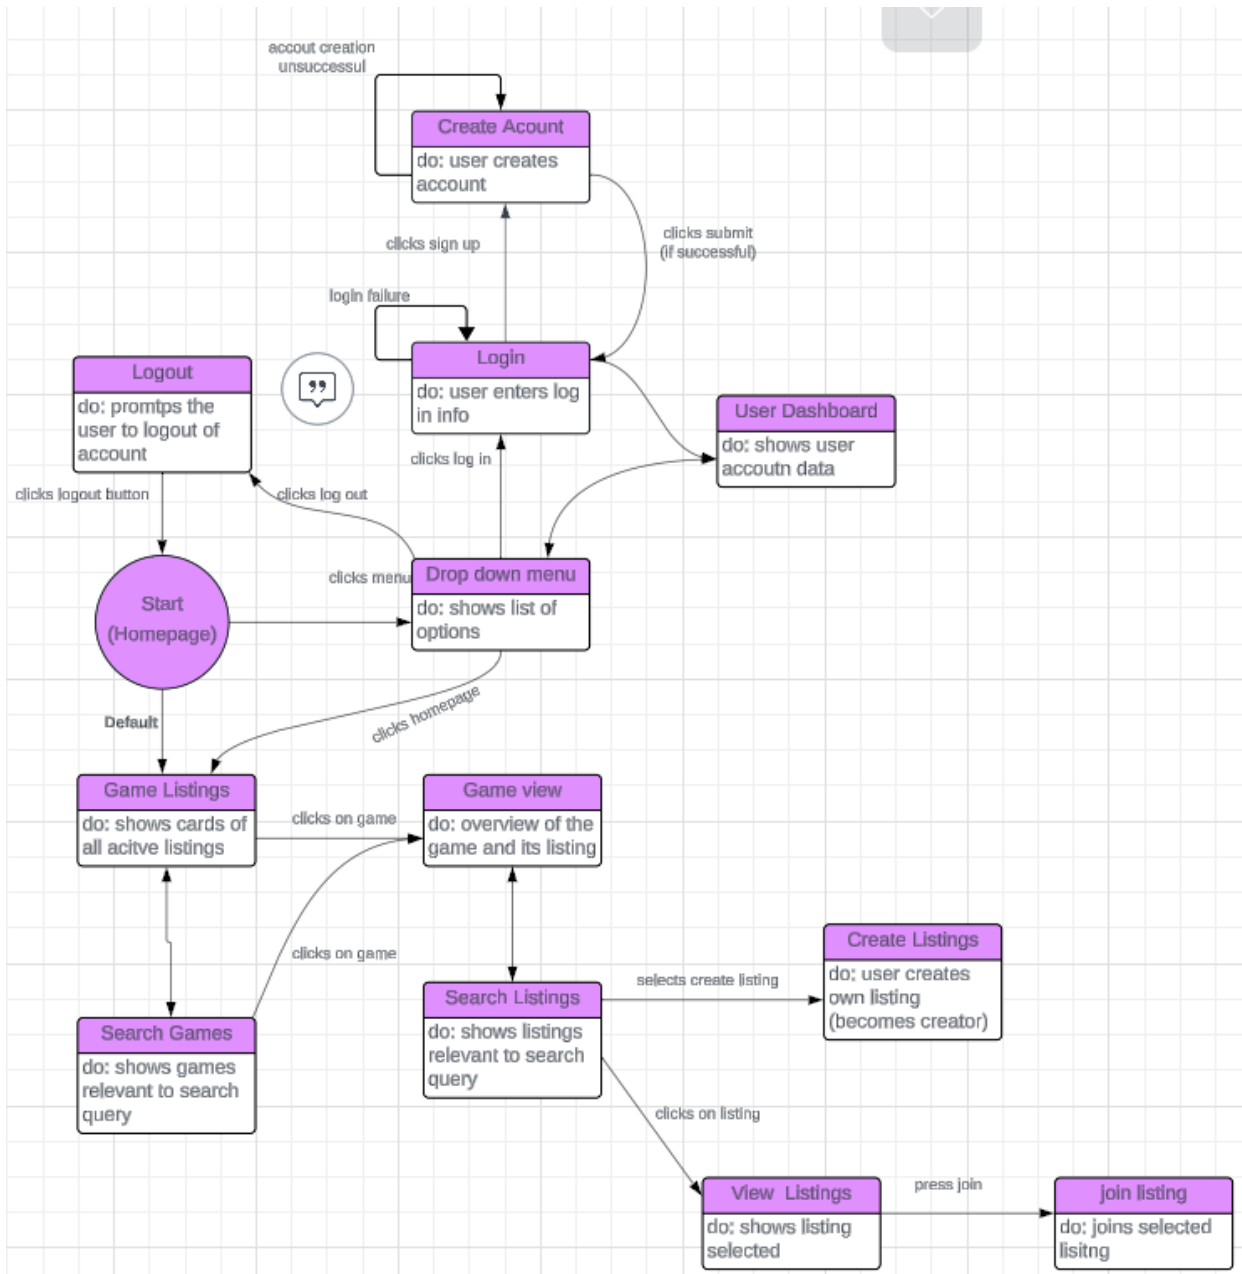 accout creation
unsuccessul
Create Acount
do: user creates
account
clicks sign up
clicks submit
(if successful)
login failure
Login
do: user enters log
in info
Logout
do: promtps the
user to logout of
account
User Dashboard
do: shows user
accoutn data
clicks log in
clicks logout button
clicks log out
clicks menu
Drop down menu
do: shows list of
options
Start
(Homepage)
clicks homepage
Default
Game Listings
do: shows cards of
all acitve listings
clicks on game
Game view
do: overview of the
game and its listing
clicks on game
Search Games
do: shows games
relevant to search
query
Search Listings
do: shows listings
relevant to search
query
selects create listing
Create Listings
do: user creates
own listing
(becomes creator)
clicks on listing
View Listings
do: shows listing
selected
press join
join listing
do: joins selected
lisitng